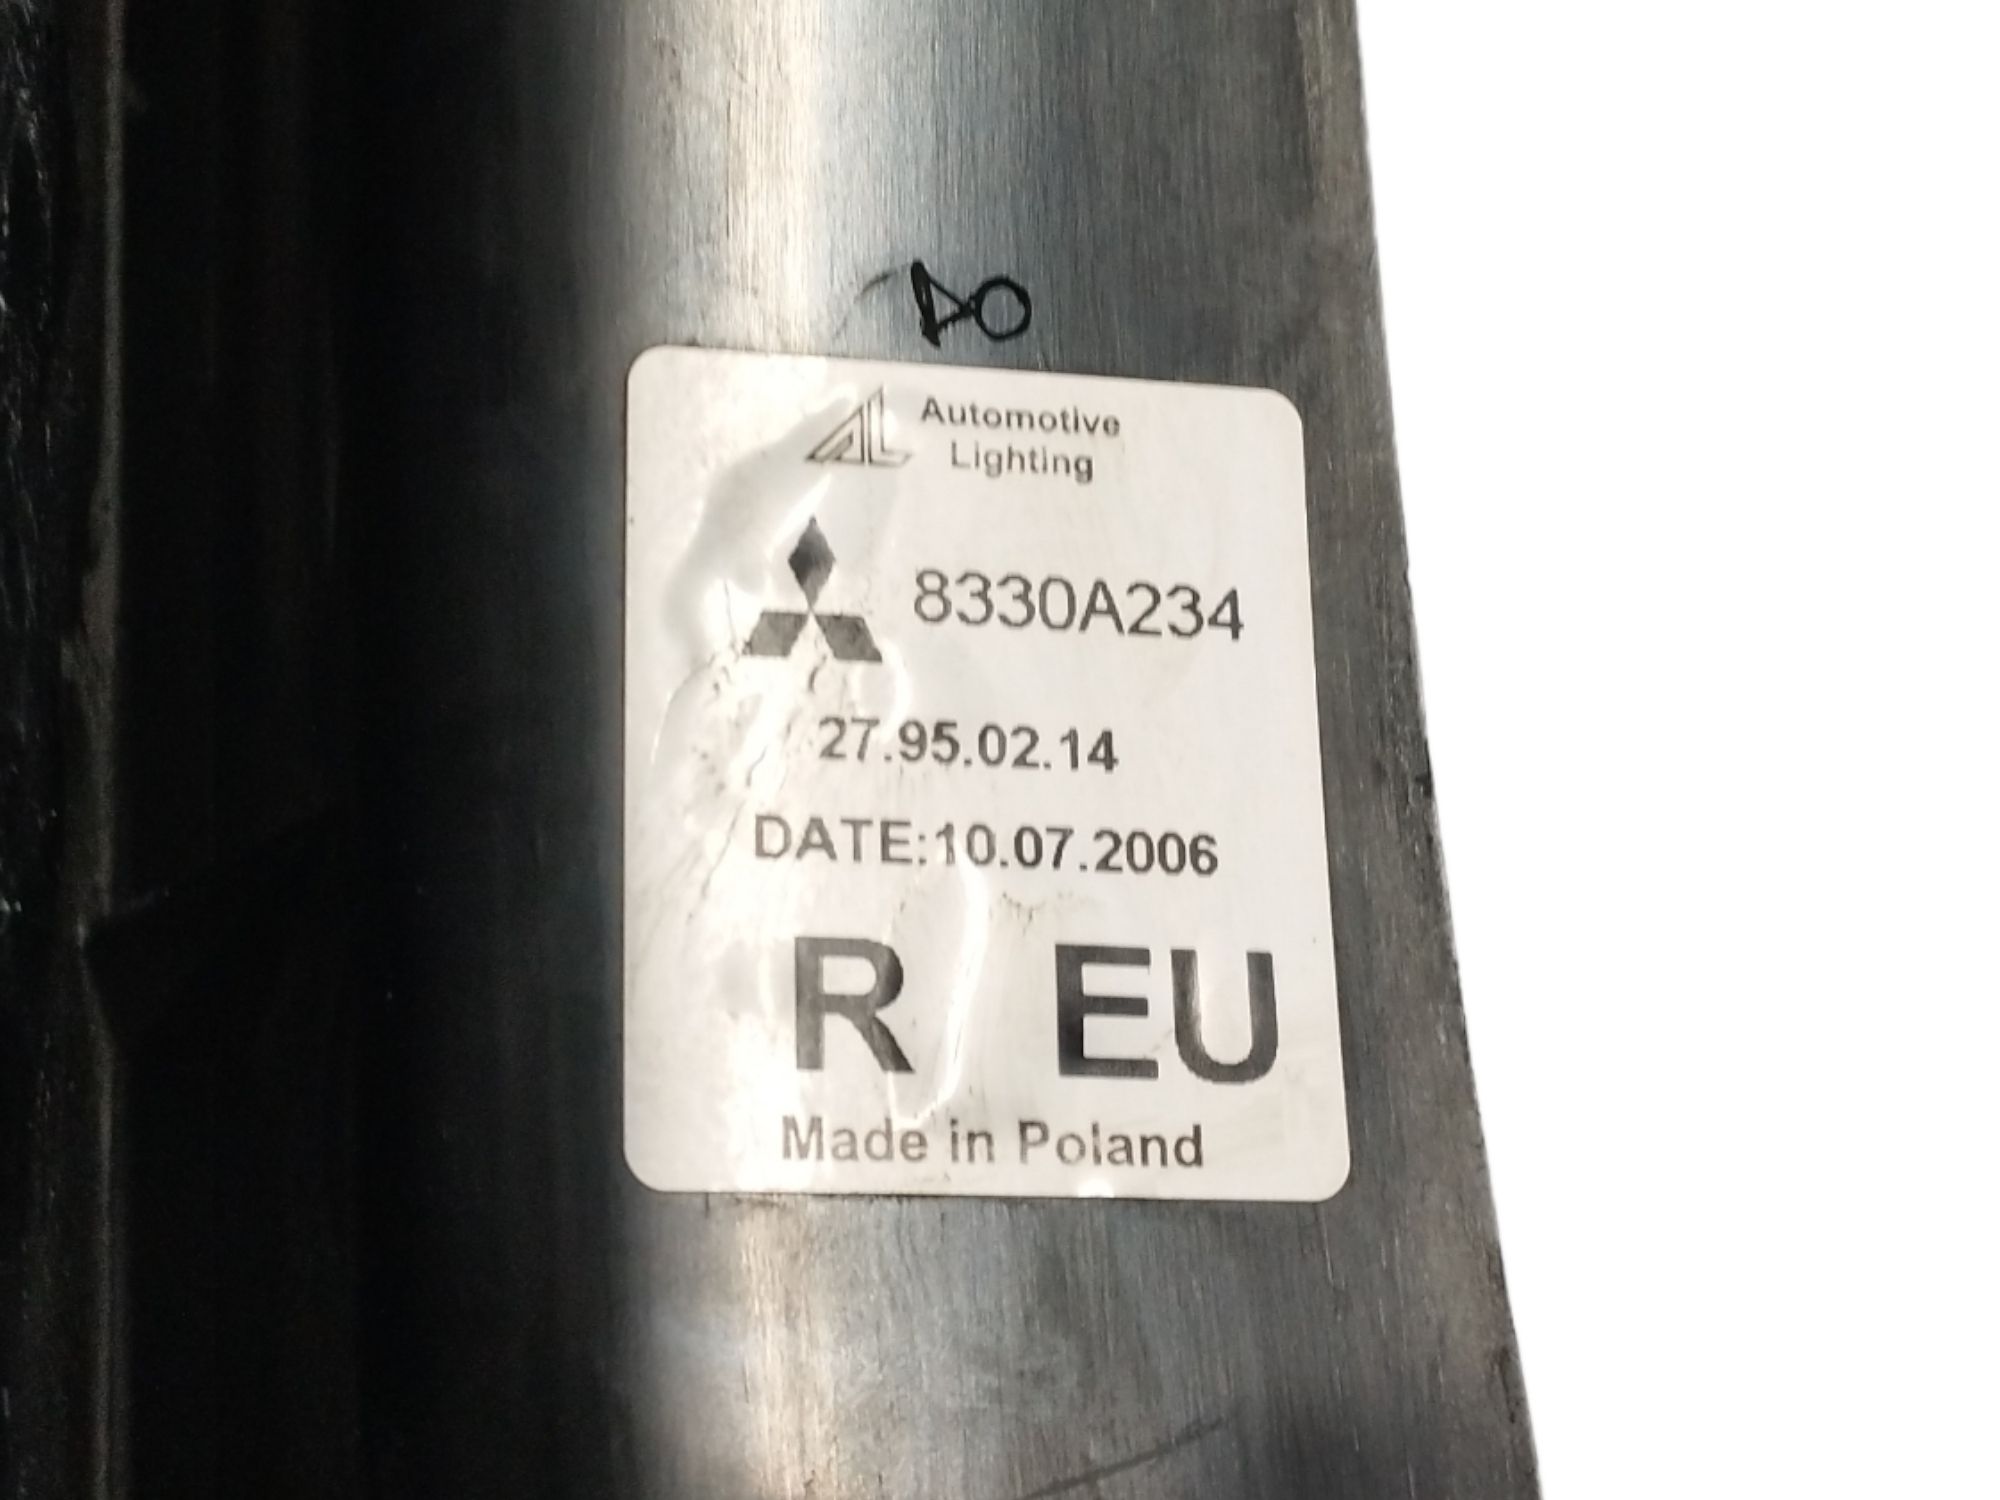 Automotive
Lighting
8330A234
27.95.02.14
DATE:10.07.2006
R EU
Made in Poland